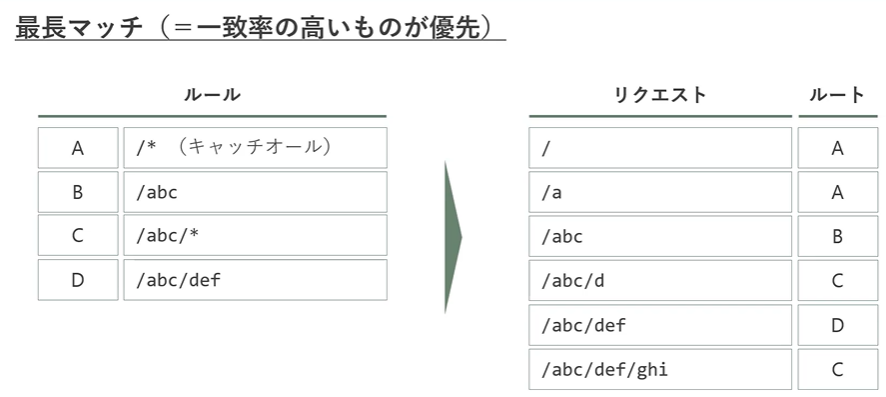 最長マッチ（＝一致率の高いものが優先）
ルール
A /* （キャッチオール）
B /abc
C /abc/*
D /abc/def
リクエスト ルート
/ A
/a A
/abc B
/abc/d C
/abc/def D
/abc/def/ghi C